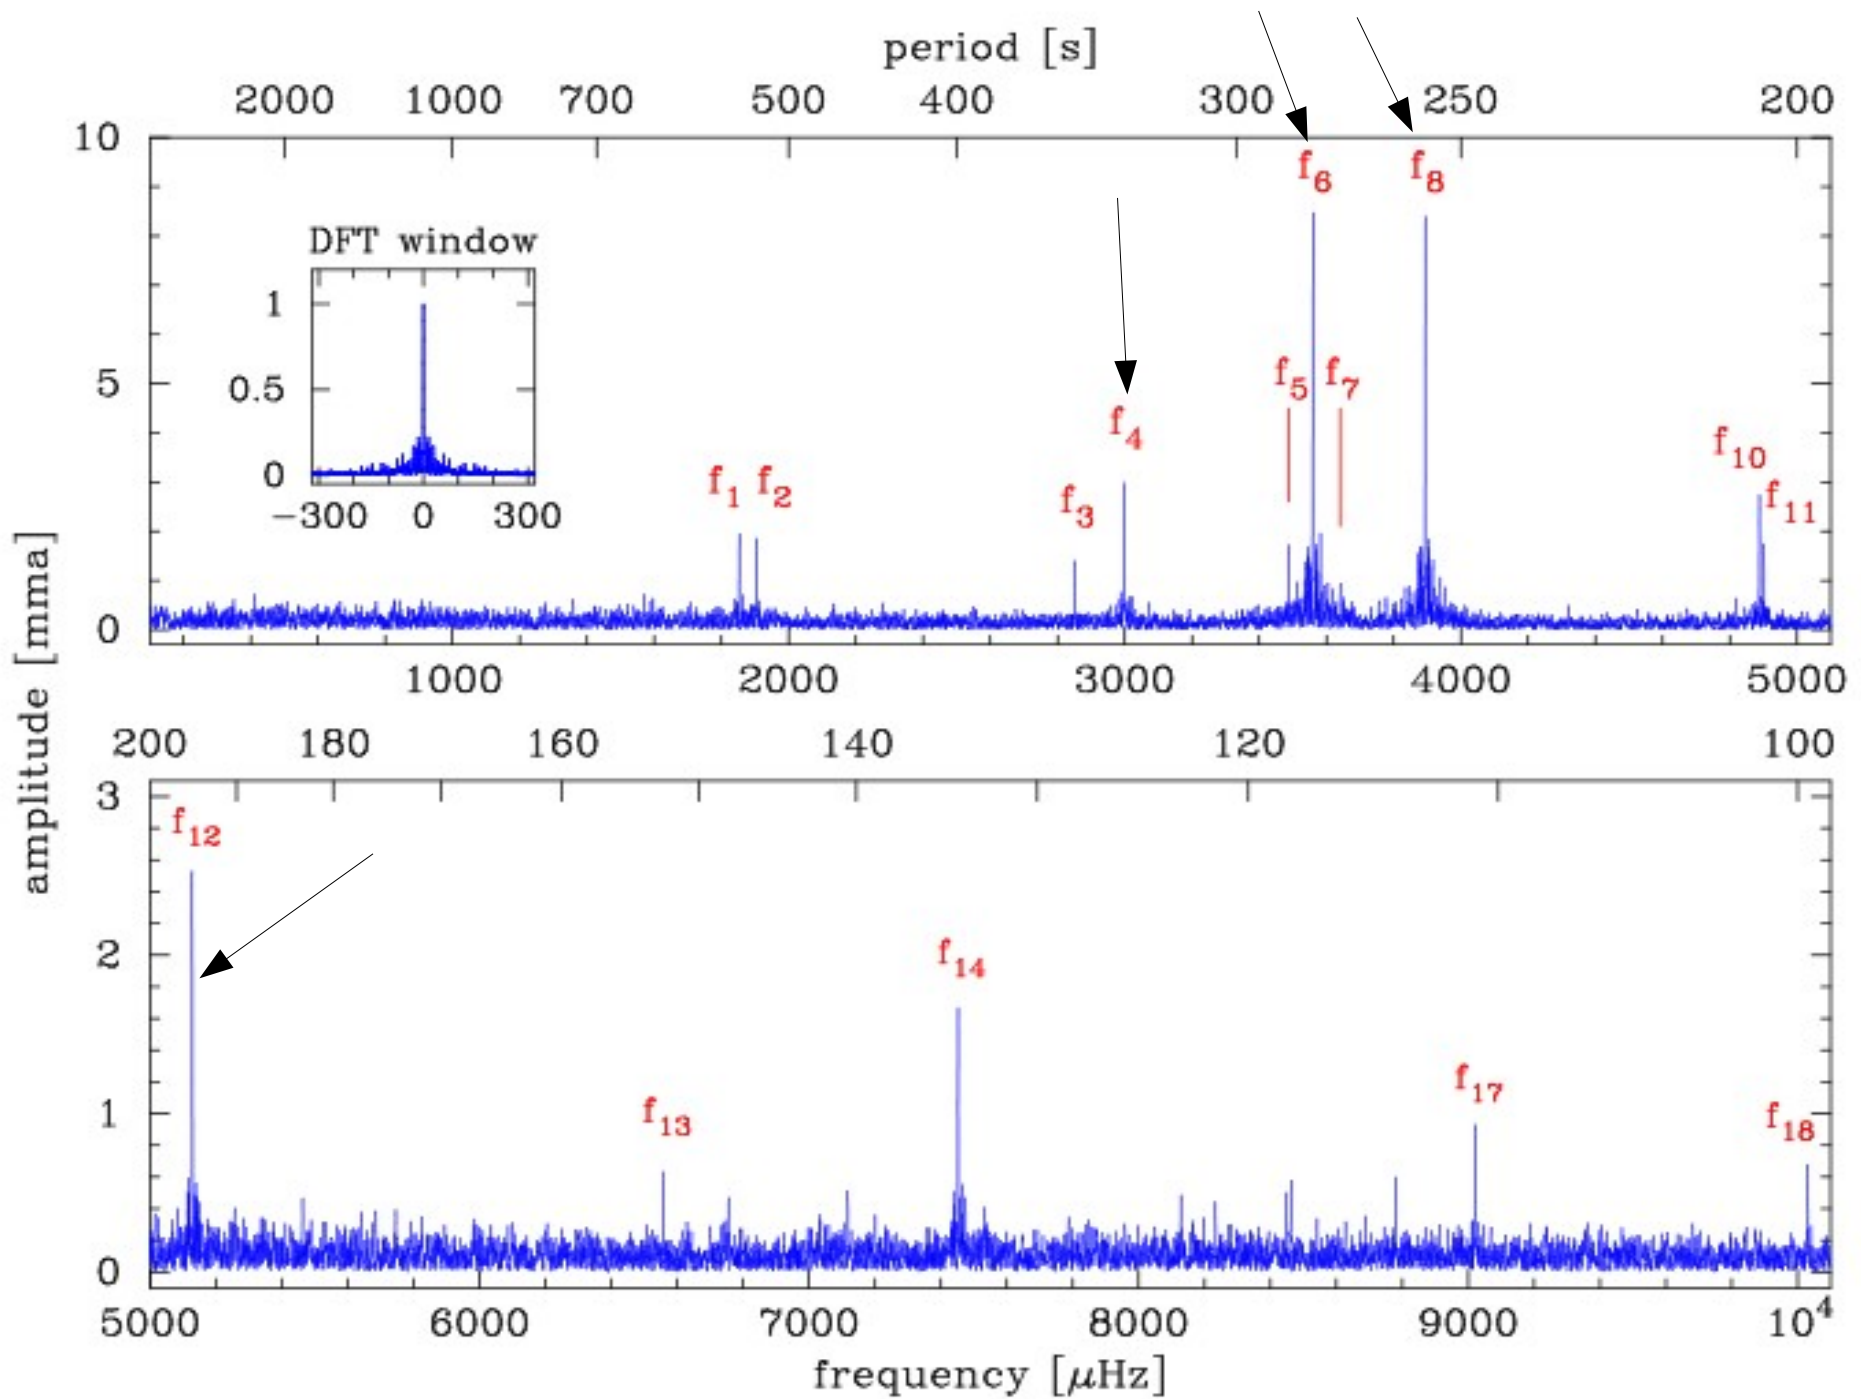 period [s]
2000 1000 700 500 400 300 250 200
10
f6 f8
DFT window
1
0.5
0
−300 0 300
5
f5 f7
f4
f10
f1 f2
f3
f11
0
1000 2000 3000 4000 5000
amplitude [mma]
200 180 160 140 120 100
3
f12
2
f14
f17
1
f13
f18
0
5000 6000 7000 8000 9000 10⁴
frequency [μHz]